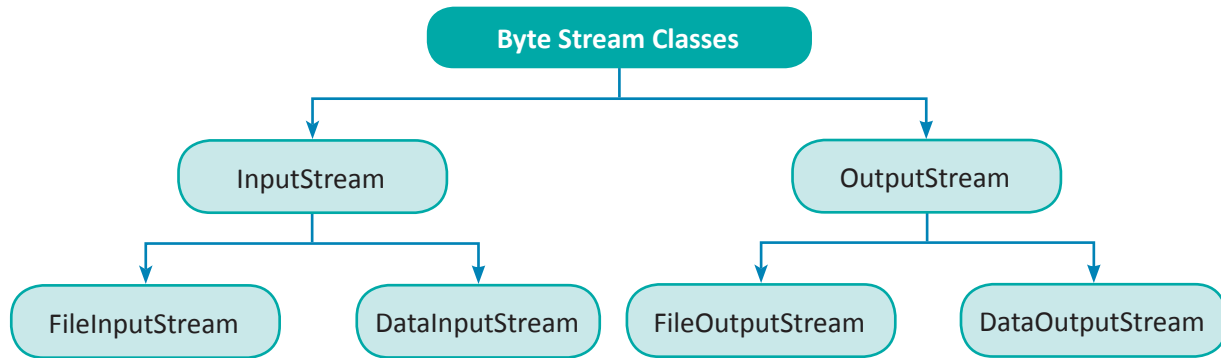 Byte Stream Classes
InputStream
OutputStream
FileInputStream
DataInputStream
FileOutputStream
DataOutputStream